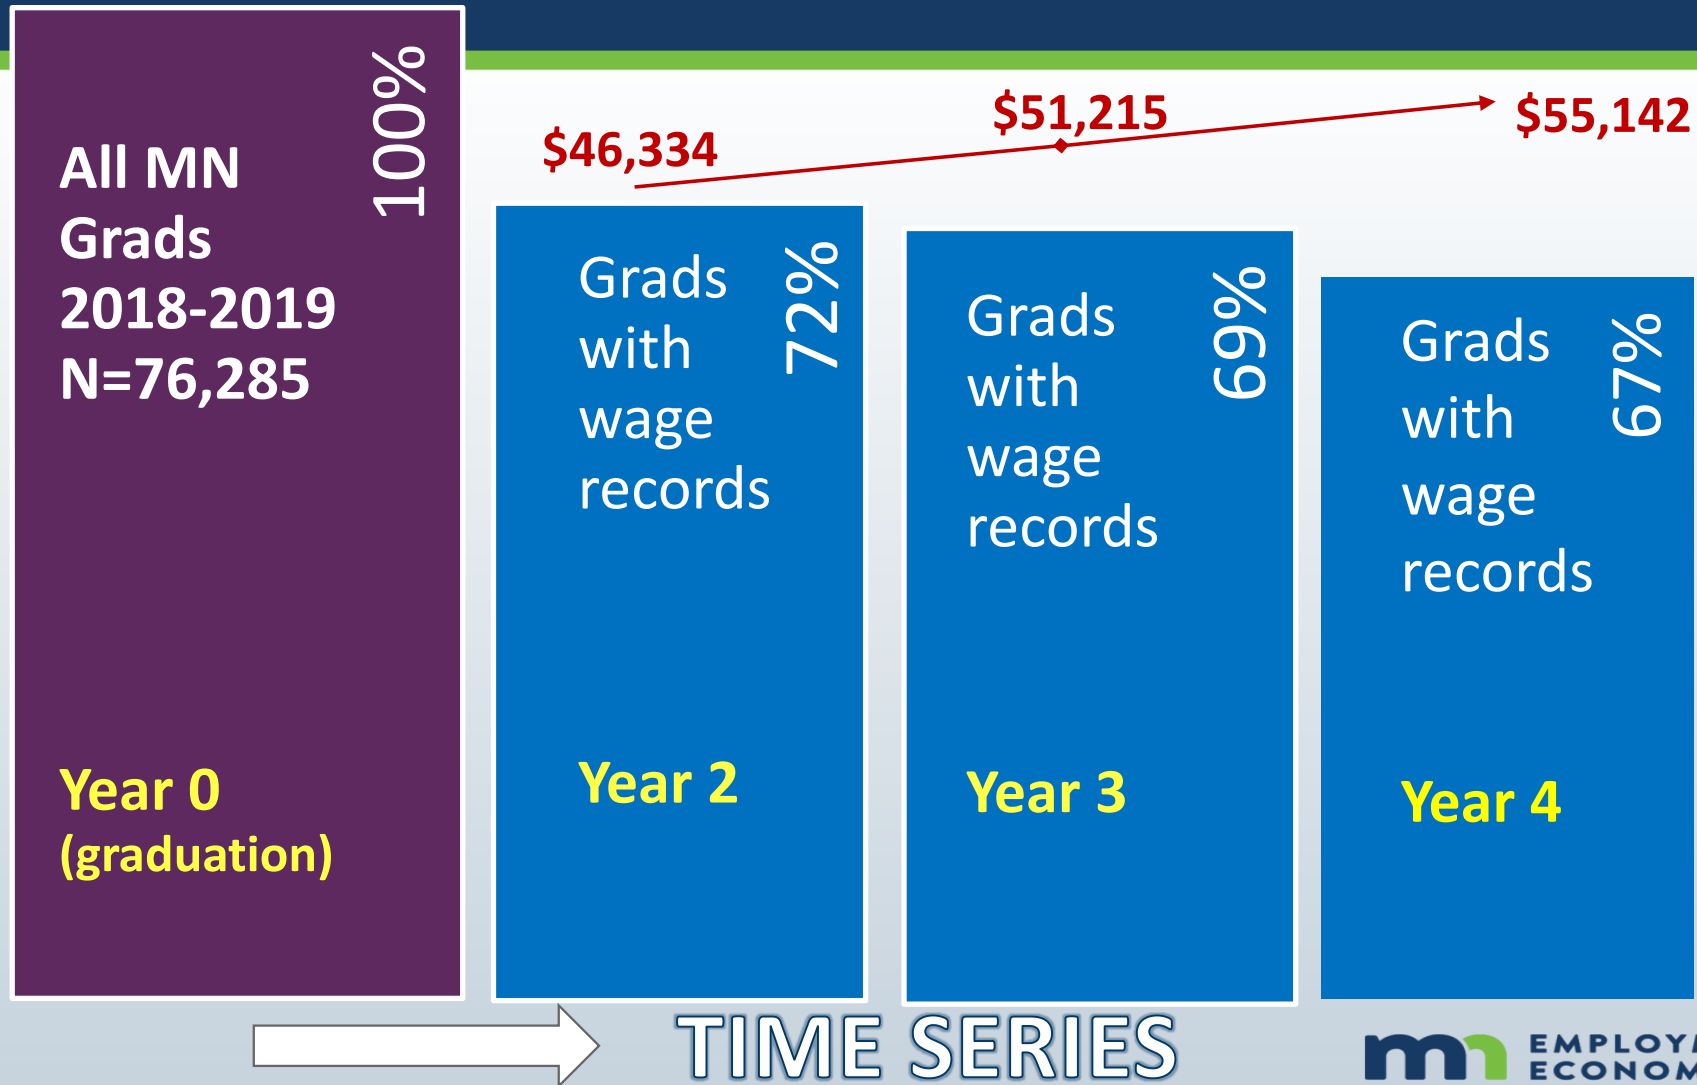 All MN
Grads
2018-2019
N=76,285
100%
Year 0
(graduation)
$46,334
Grads
with
wage
records
72%
Year 2
$51,215
Grads
with
wage
records
69%
Year 3
$55,142
Grads
with
wage
records
67%
Year 4
TIME SERIES
mn